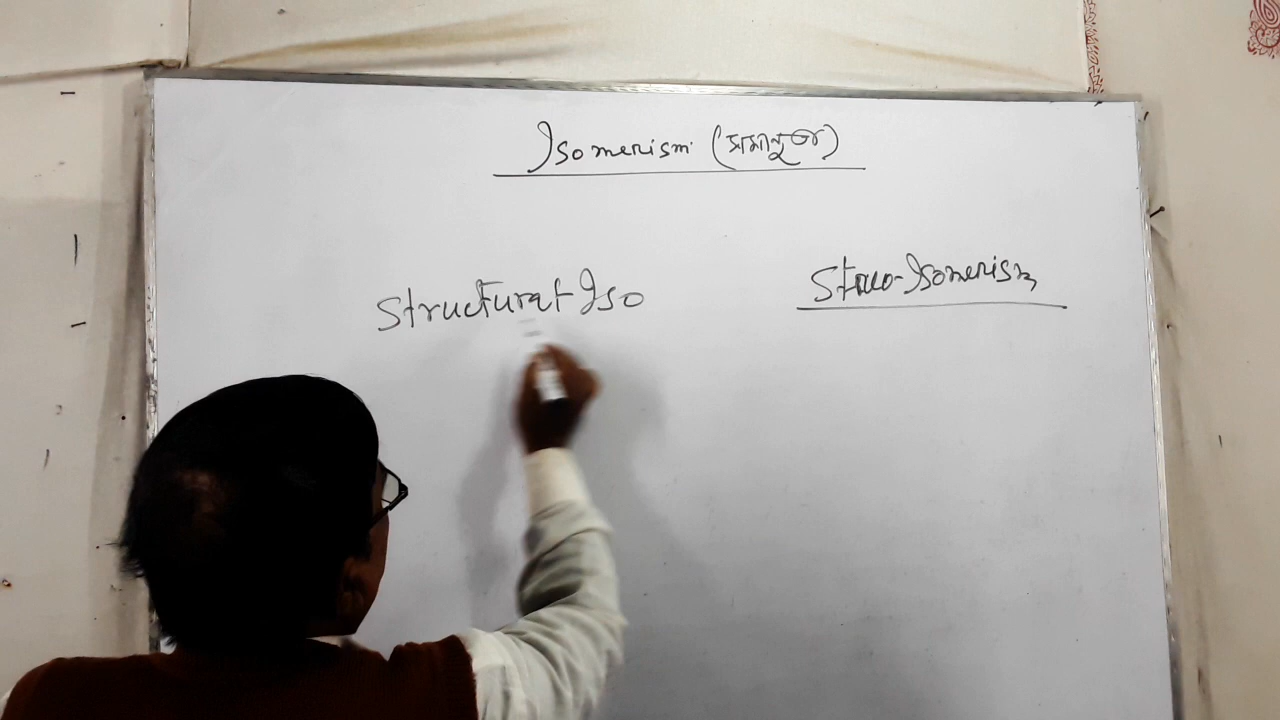 Isomerism (সমানুতা)
Structural Iso
Stereo-Isomerism